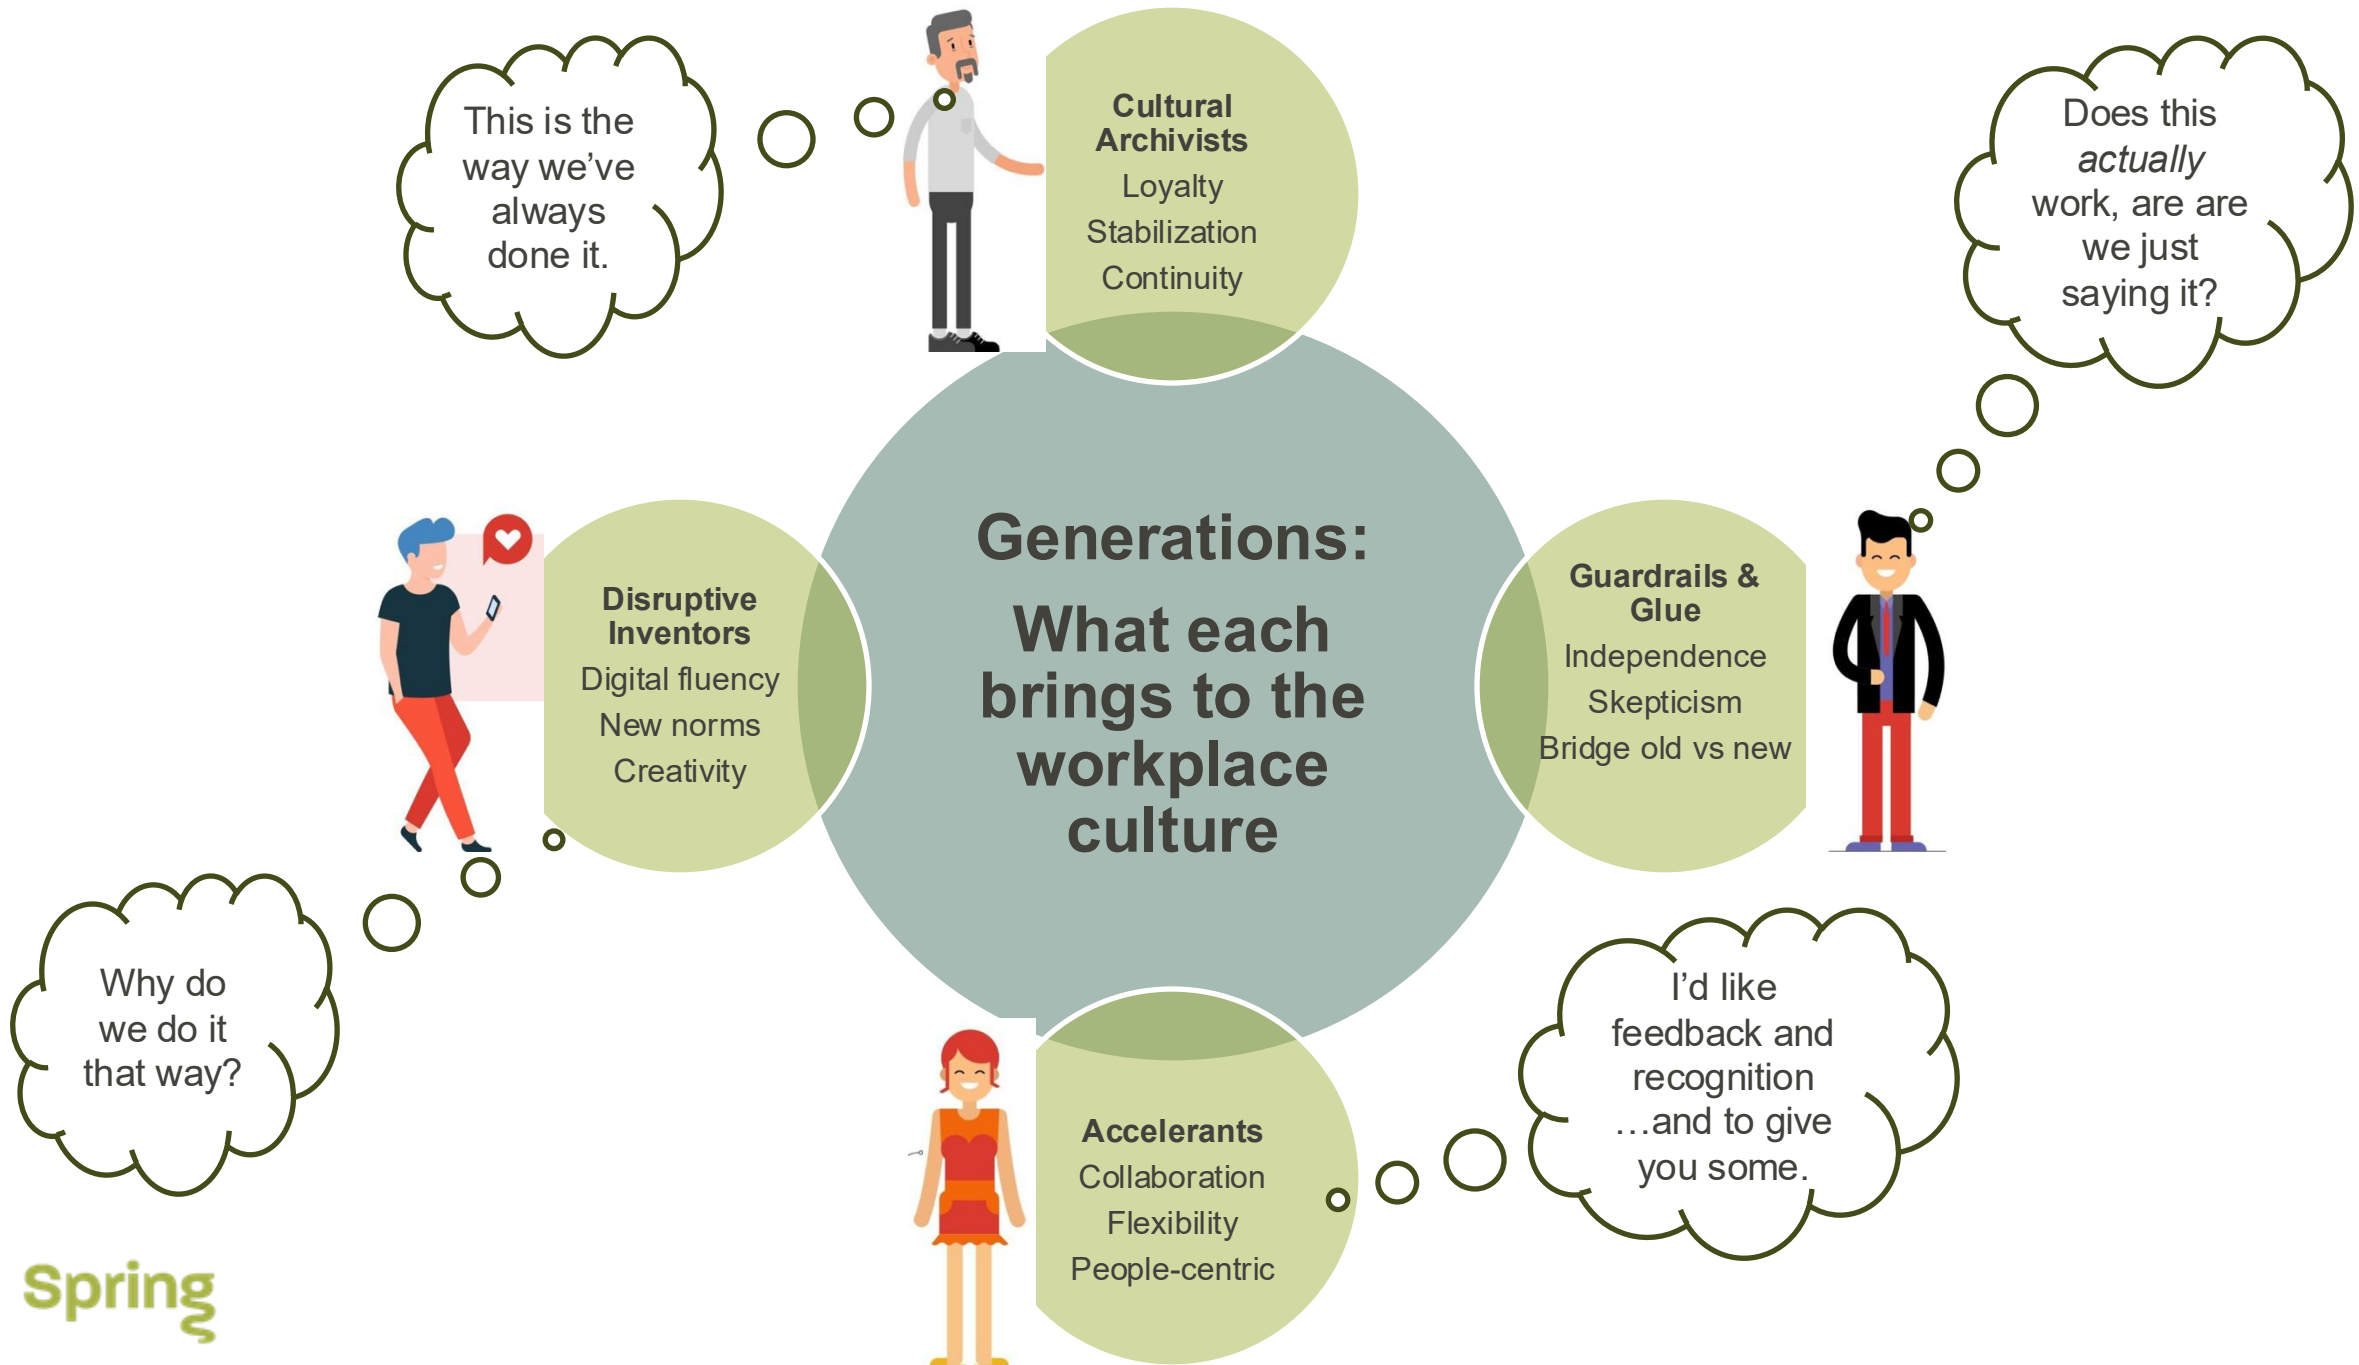 This is the
way we’ve
always
done it.
Cultural
Archivists
Loyalty
Stabilization
Continuity
Does this
actually
work, are are
we just
saying it?
Generations:
What each
brings to the
workplace
culture
Disruptive
Inventors
Digital fluency
New norms
Creativity
Guardrails &
Glue
Independence
Skepticism
Bridge old vs new
Why do
we do it
that way?
Accelerants
Collaboration
Flexibility
People-centric
I’d like
feedback and
recognition
…and to give
you some.
Spring